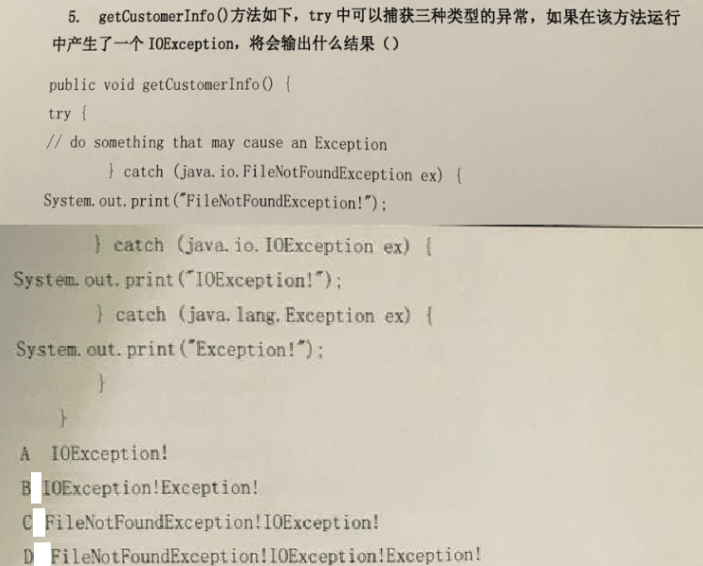 5. getCustomerInfo()方法如下，try 中可以捕获三种类型的异常，如果在该方法运行
中产生了一个 IOException，将会输出什么结果（）
public void getCustomerInfo() {
try {
// do something that may cause an Exception
} catch (java.io.FileNotFoundException ex) {
System.out.print("FileNotFoundException!");
} catch (java.io.IOException ex) {
System.out.print("IOException!");
} catch (java.lang.Exception ex) {
System.out.print("Exception!");
}
}
A IOException!
B IOException!Exception!
C FileNotFoundException!IOException!
D FileNotFoundException!IOException!Exception!